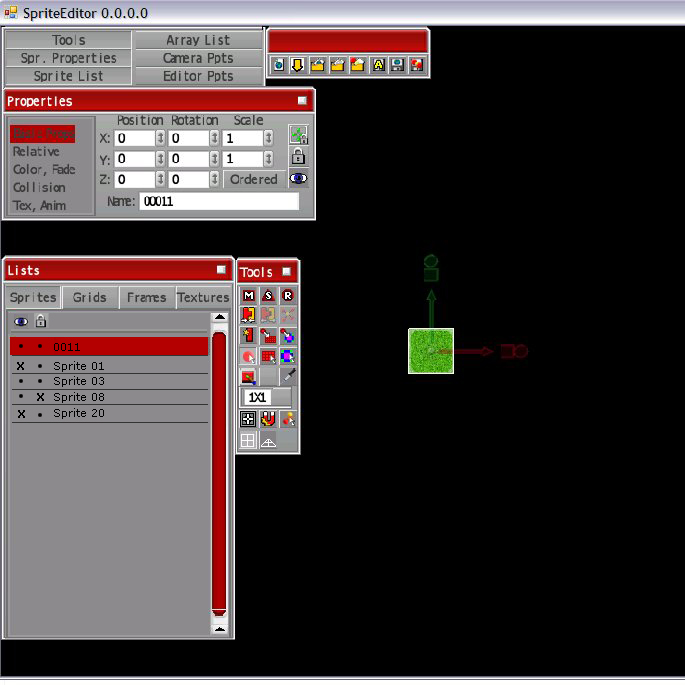 SpriteEditor 0.0.0.0
Tools Array List
Spr. Properties Camera Ppts
Sprite List Editor Ppts
Properties
Position Rotation Scale
Basic Props
X: 0 0 1
Relative
Y: 0 0 1
Color, Fade
Z: 0 0 Ordered
Collision
Tex, Anim
Name: 00011
Lists
Sprites Grids Frames Textures
0011
X Sprite 01
Sprite 03
X Sprite 08
X Sprite 20
Tools
M S R
1X1
A